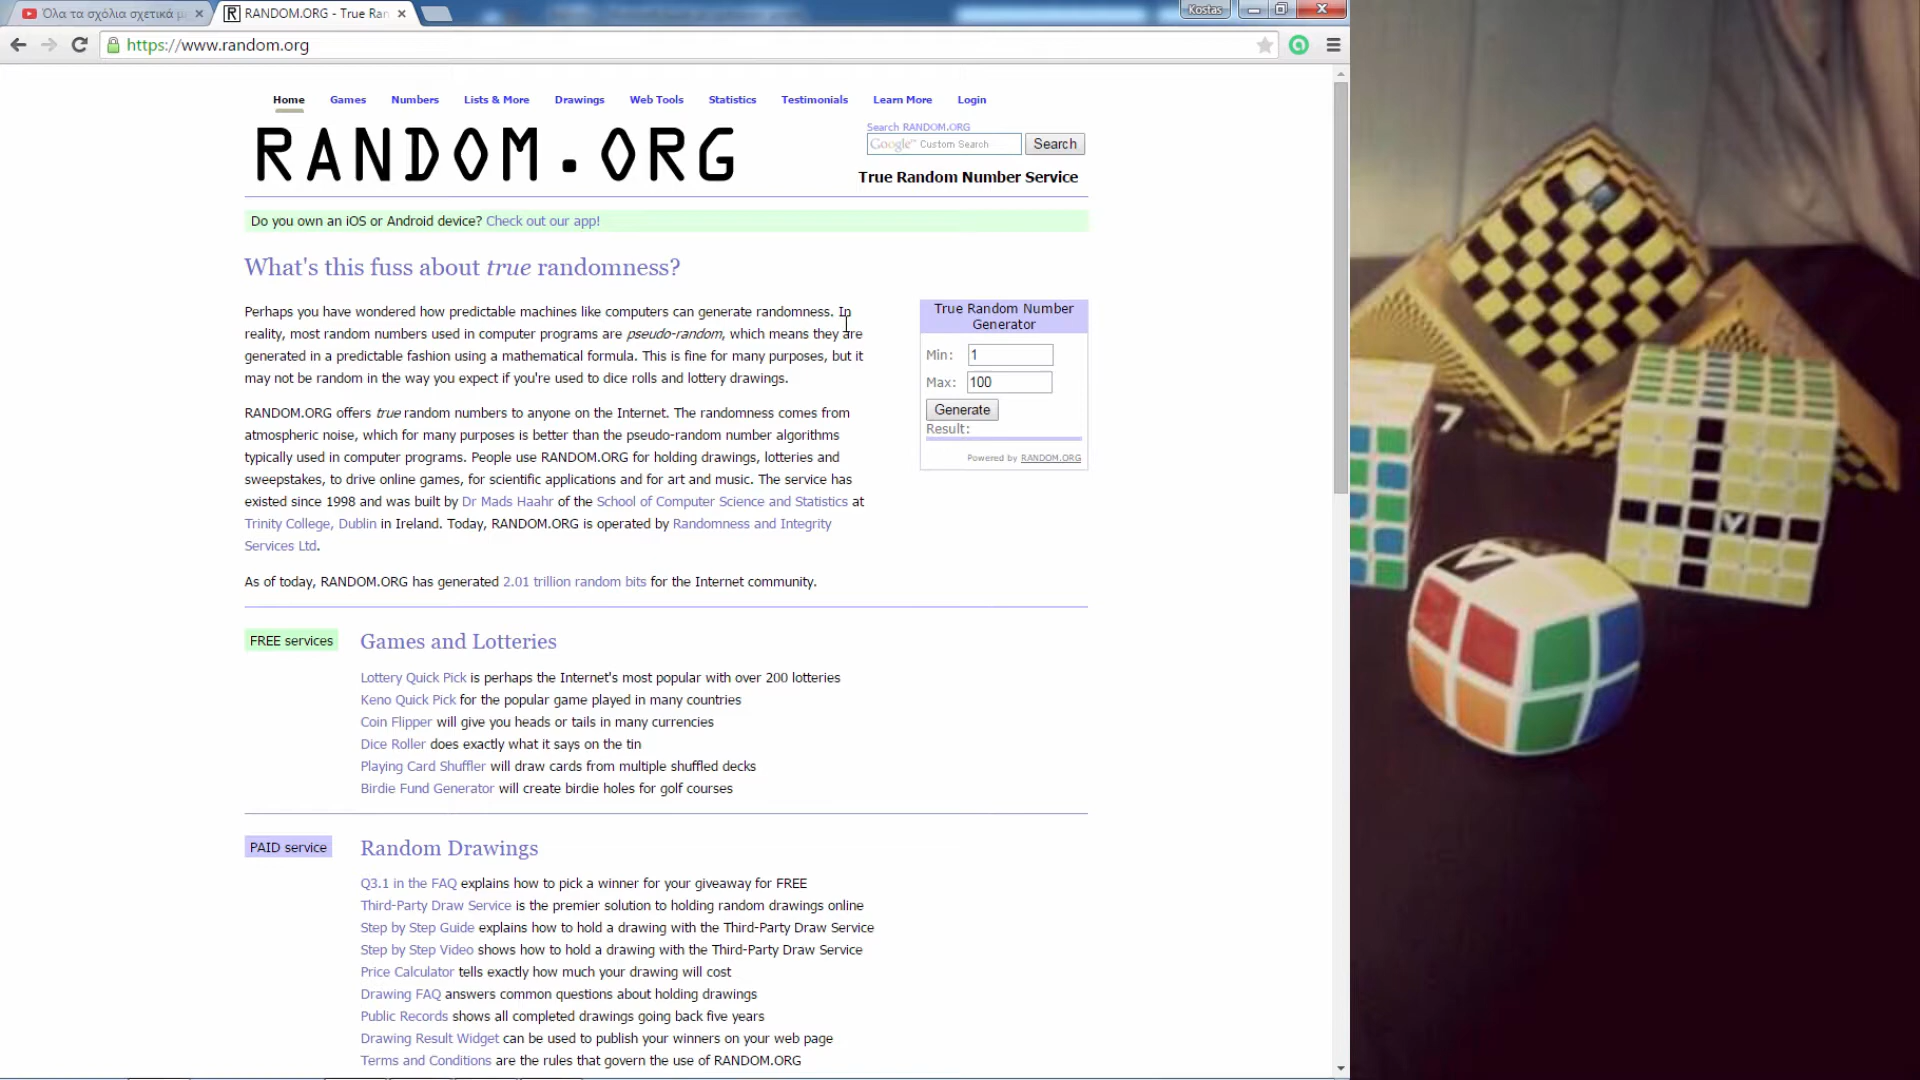 Όλα τα σχόλια σχετικά μ
RANDOM.ORG - True Ran
Kostas
https://www.random.org
Home Games Numbers Lists & More Drawings Web Tools Statistics Testimonials Learn More Login
RANDOM.ORG
Search RANDOM.ORG
Google™ Custom Search Search
True Random Number Service
Do you own an iOS or Android device? Check out our app!
What's this fuss about true randomness?
Perhaps you have wondered how predictable machines like computers can generate randomness. In
reality, most random numbers used in computer programs are pseudo-random, which means they are
generated in a predictable fashion using a mathematical formula. This is fine for many purposes, but it
may not be random in the way you expect if you're used to dice rolls and lottery drawings.
RANDOM.ORG offers true random numbers to anyone on the Internet. The randomness comes from
atmospheric noise, which for many purposes is better than the pseudo-random number algorithms
typically used in computer programs. People use RANDOM.ORG for holding drawings, lotteries and
sweepstakes, to drive online games, for scientific applications and for art and music. The service has
existed since 1998 and was built by Dr Mads Haahr of the School of Computer Science and Statistics at
Trinity College, Dublin in Ireland. Today, RANDOM.ORG is operated by Randomness and Integrity
Services Ltd.
As of today, RANDOM.ORG has generated 2.01 trillion random bits for the Internet community.
True Random Number
Generator
Min: 1
Max: 100
Generate
Result:
Powered by RANDOM.ORG
FREE services
Games and Lotteries
Lottery Quick Pick is perhaps the Internet's most popular with over 200 lotteries
Keno Quick Pick for the popular game played in many countries
Coin Flipper will give you heads or tails in many currencies
Dice Roller does exactly what it says on the tin
Playing Card Shuffler will draw cards from multiple shuffled decks
Birdie Fund Generator will create birdie holes for golf courses
PAID service
Random Drawings
Q3.1 in the FAQ explains how to pick a winner for your giveaway for FREE
Third-Party Draw Service is the premier solution to holding random drawings online
Step by Step Guide explains how to hold a drawing with the Third-Party Draw Service
Step by Step Video shows how to hold a drawing with the Third-Party Draw Service
Price Calculator tells exactly how much your drawing will cost
Drawing FAQ answers common questions about holding drawings
Public Records shows all completed drawings going back five years
Drawing Result Widget can be used to publish your winners on your web page
Terms and Conditions are the rules that govern the use of RANDOM.ORG
7
V
V